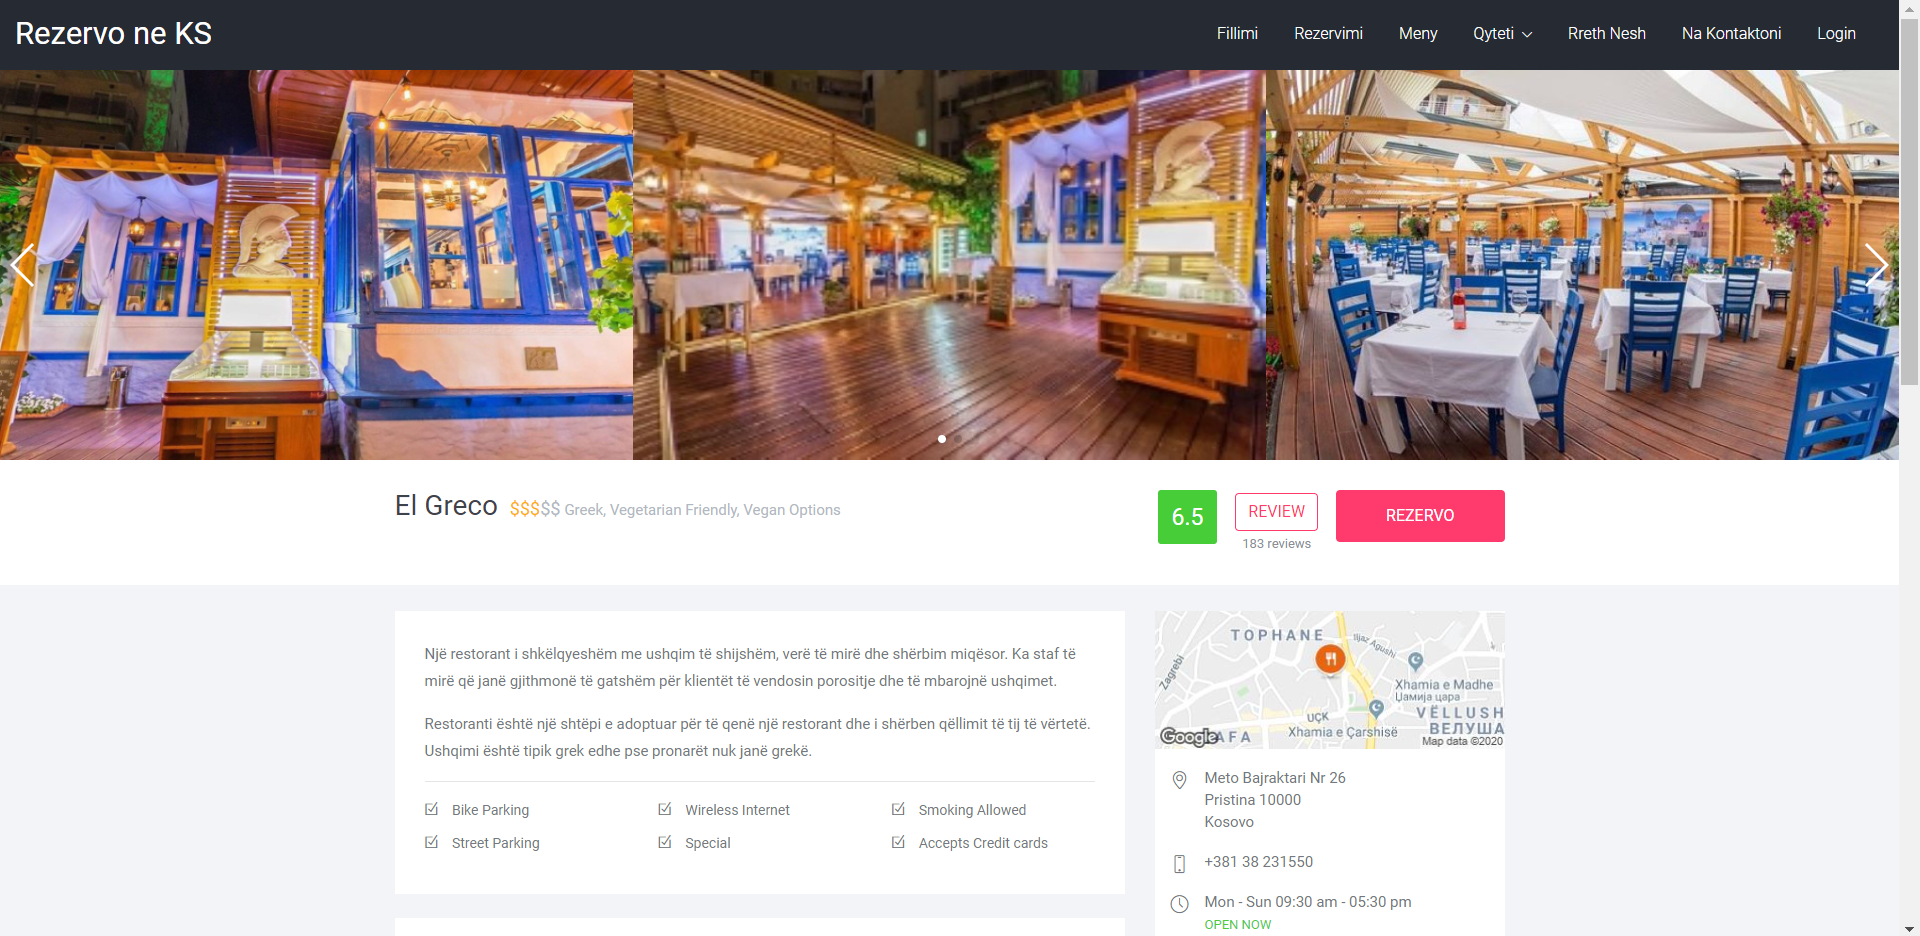 Rezervo ne KS
Fillimi Rezervimi Meny Qyteti Rreth Nesh Na Kontaktoni Login
El Greco $$$$$ Greek, Vegetarian Friendly, Vegan Options
6.5
REVIEW
183 reviews
REZERVO
Një restorant i shkëlqyeshëm me ushqim të shijshëm, verë të mirë dhe shërbim miqësor. Ka staf të
mirë që janë gjithmonë të gatshëm për klientët të vendosin porositje dhe të mbarojnë ushqimet.
Restoranti është një shtëpi e adoptuar për të qenë një restorant dhe i shërben qëllimit të tij të vërtetë.
Ushqimi është tipik grek edhe pse pronarët nuk janë grekë.
Bike Parking
Wireless Internet
Smoking Allowed
Street Parking
Special
Accepts Credit cards
TOPHANE
Iljaz Agushi
Zagrebi
Xhamia e Madhe
Џамија цара
UÇK
VËLLUSH
ВЕЛУША
Xhamia e Çarshisë
Google
AFA
Map data ©2020
Meto Bajraktari Nr 26
Pristina 10000
Kosovo
+381 38 231550
Mon - Sun 09:30 am - 05:30 pm
OPEN NOW